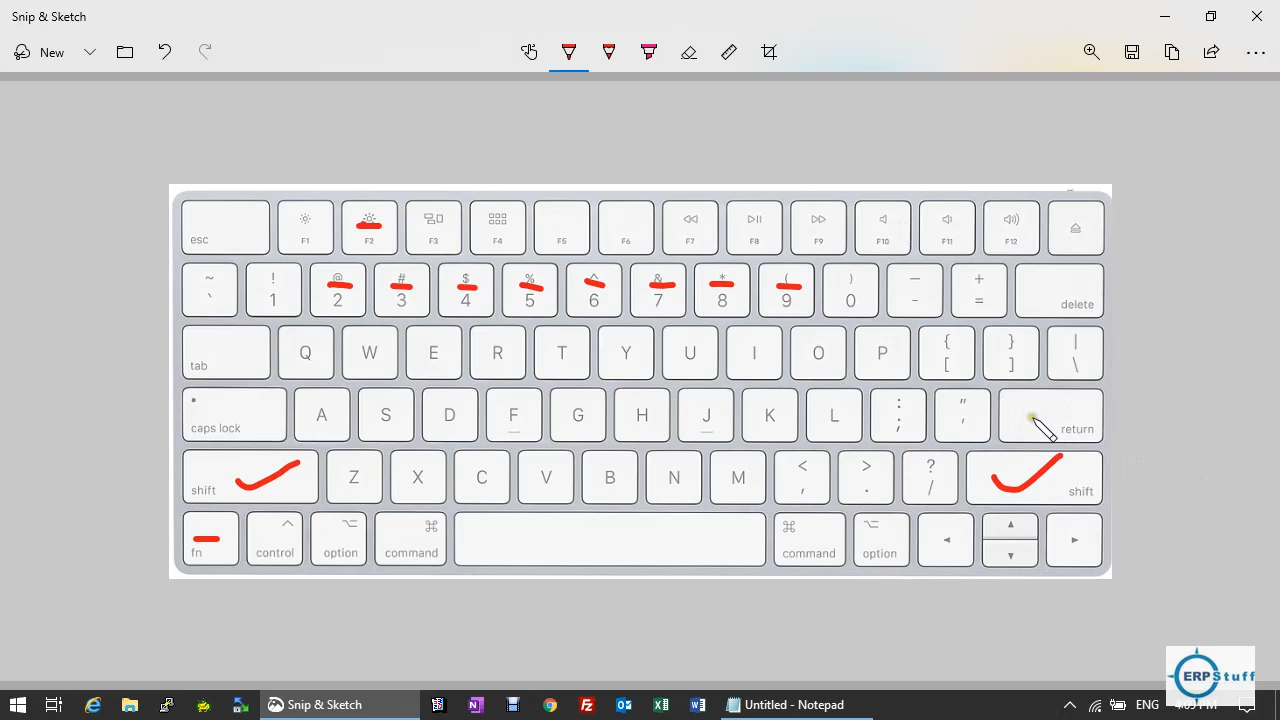 Snip & Sketch
New
esc F1 F2 F3 F4 F5 F6 F7 F8 F9 F10 F11 F12
~ ! @ # $ % ^ & * ( ) — +
` 1 2 3 4 5 6 7 8 9 0 - = delete
tab Q W E R T Y U I O P { [ } ] | \
caps lock A S D F G H J K L : ; " ' return
shift Z X C V B N M < , > . ? / shift
fn control option command command option
ERPStuff
Snip & Sketch
Untitled - Notepad
ENG